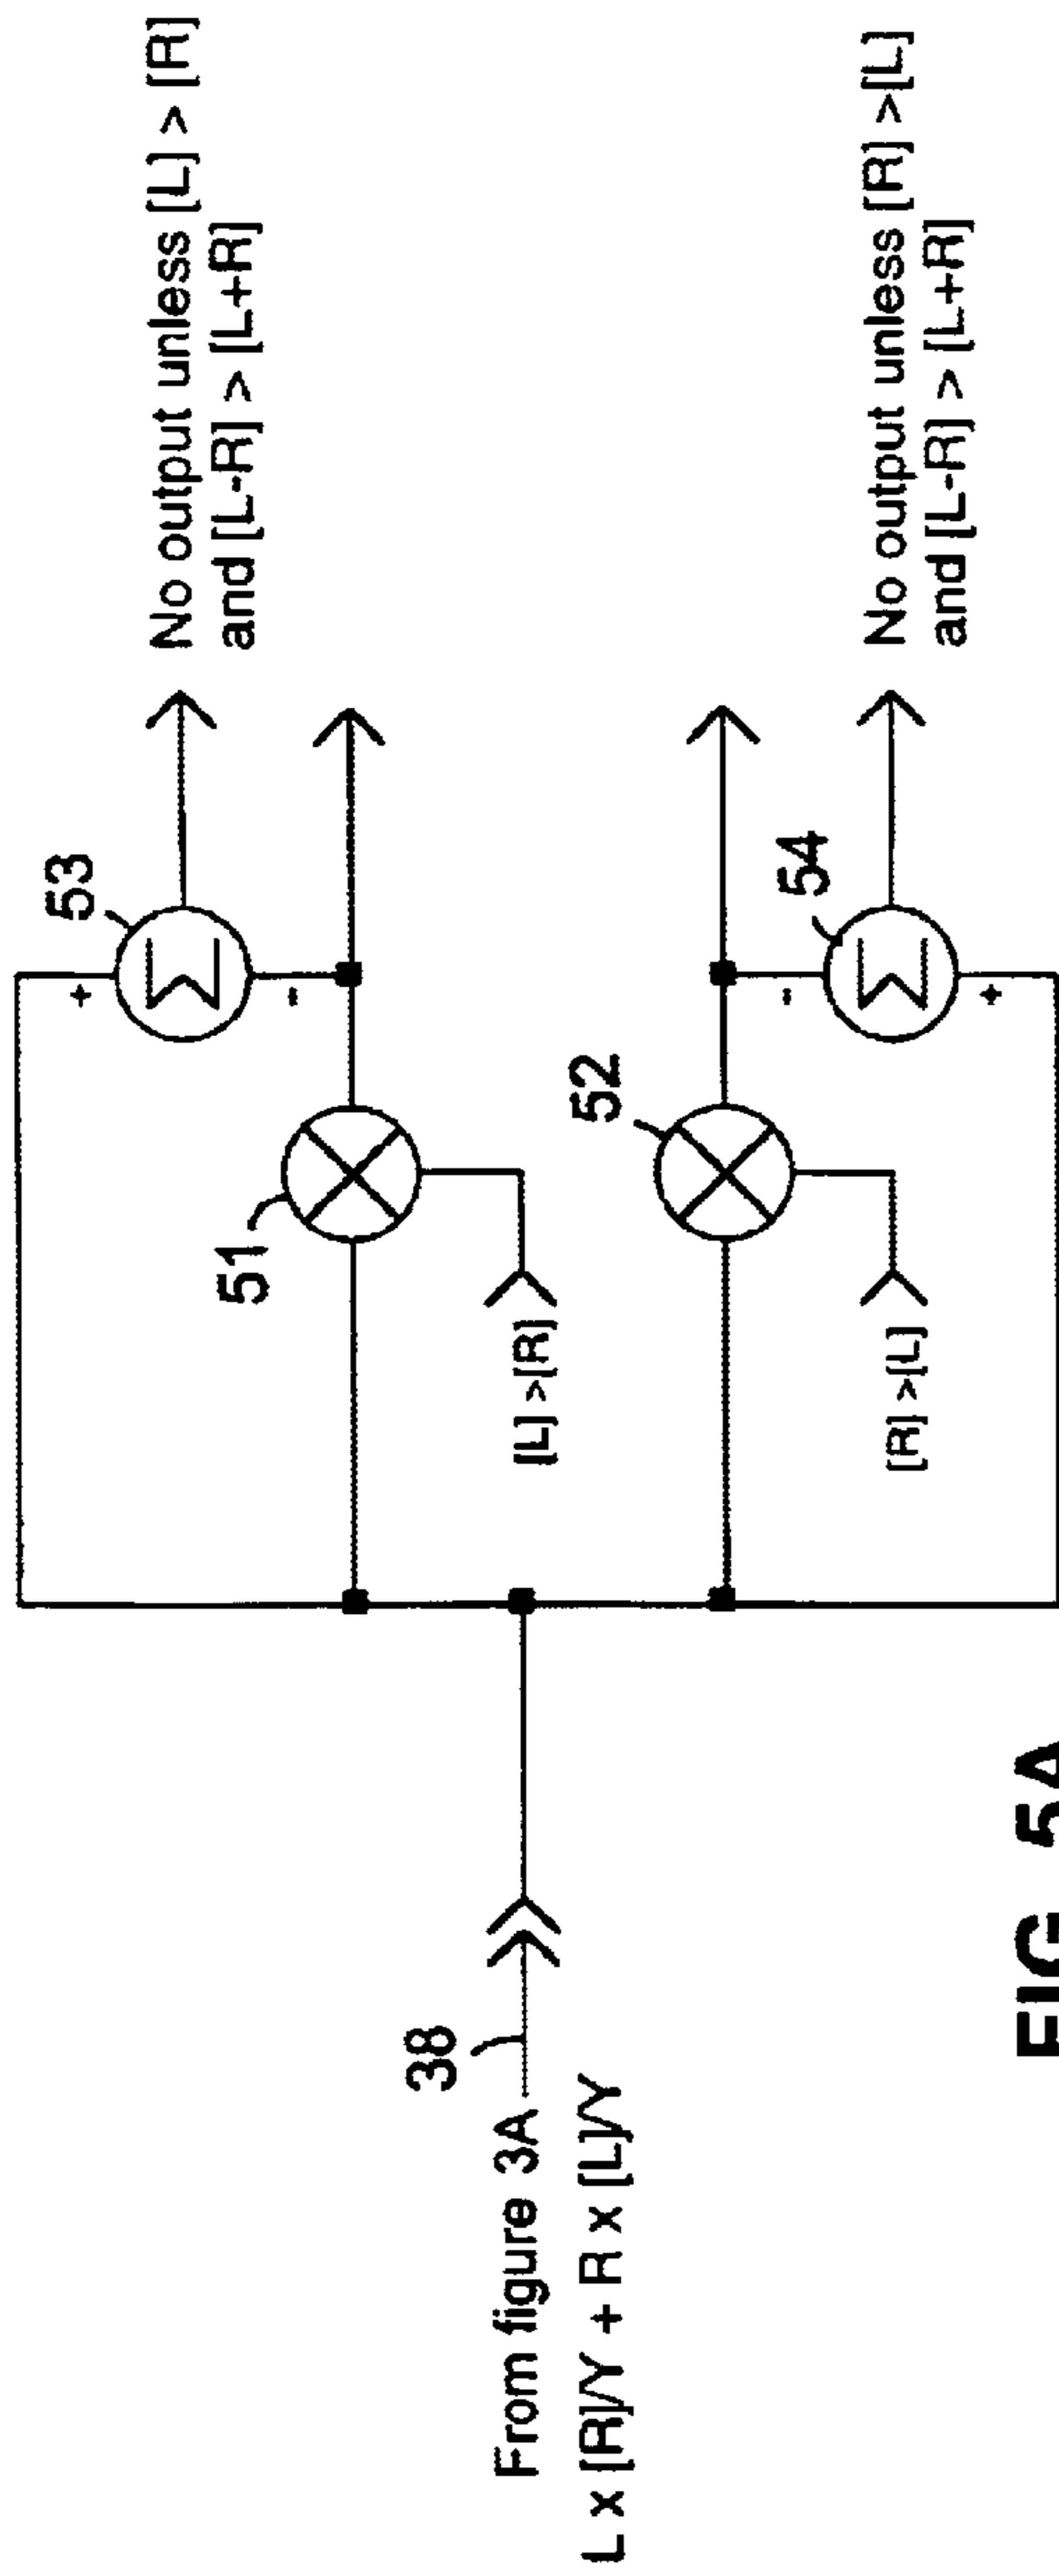 No output unless [L] > [R]
and [L-R] > [L+R]
53
+
-
51
[L] >[R]
38
From figure 3A
L x [R]/Y + R x [L]/Y
52
[R] >[L]
-
54
+
No output unless [R] >[L]
and [L-R] > [L+R]
FIG. 5A